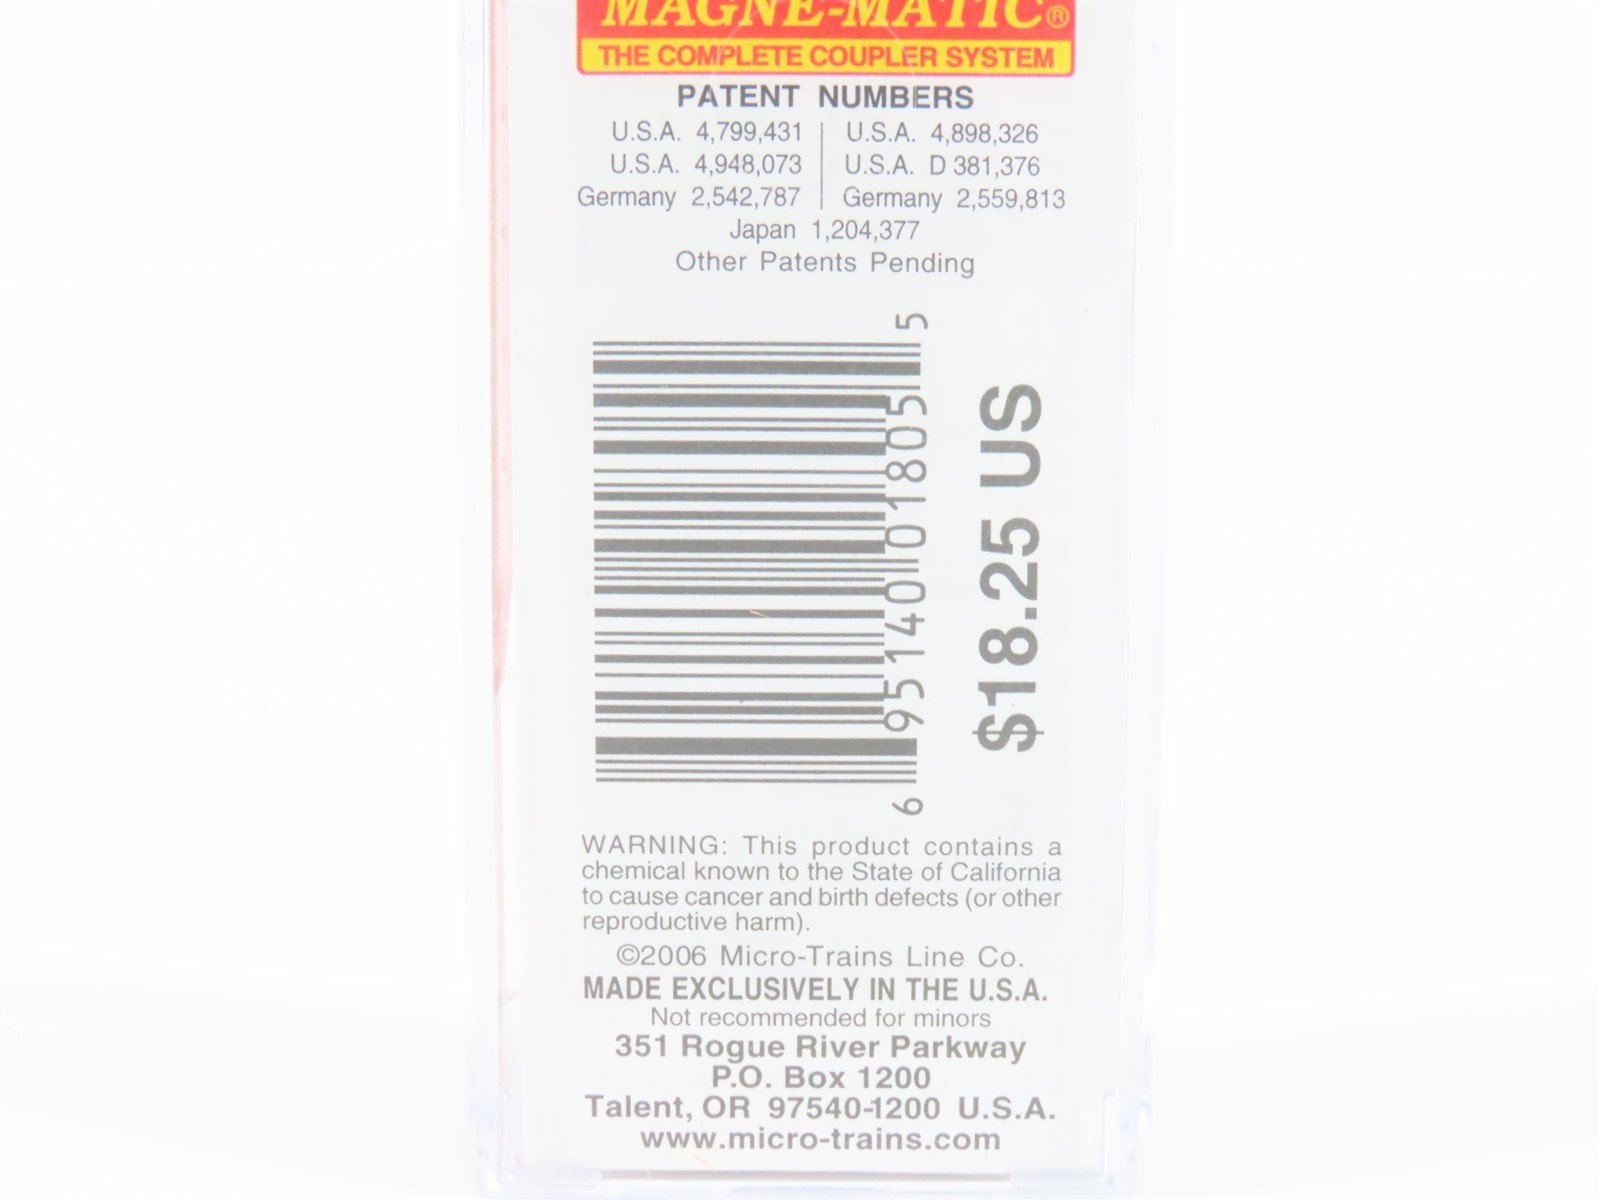 MAGNE-MATIC®
THE COMPLETE COUPLER SYSTEM
PATENT NUMBERS
U.S.A. 4,799,431 | U.S.A. 4,898,326
U.S.A. 4,948,073 | U.S.A. D 381,376
Germany 2,542,787 | Germany 2,559,813
Japan 1,204,377
Other Patents Pending
6 95140 01805 5
$18.25 US
WARNING: This product contains a
chemical known to the State of California
to cause cancer and birth defects (or other
reproductive harm).
©2006 Micro-Trains Line Co.
MADE EXCLUSIVELY IN THE U.S.A.
Not recommended for minors
351 Rogue River Parkway
P.O. Box 1200
Talent, OR 97540-1200 U.S.A.
www.micro-trains.com